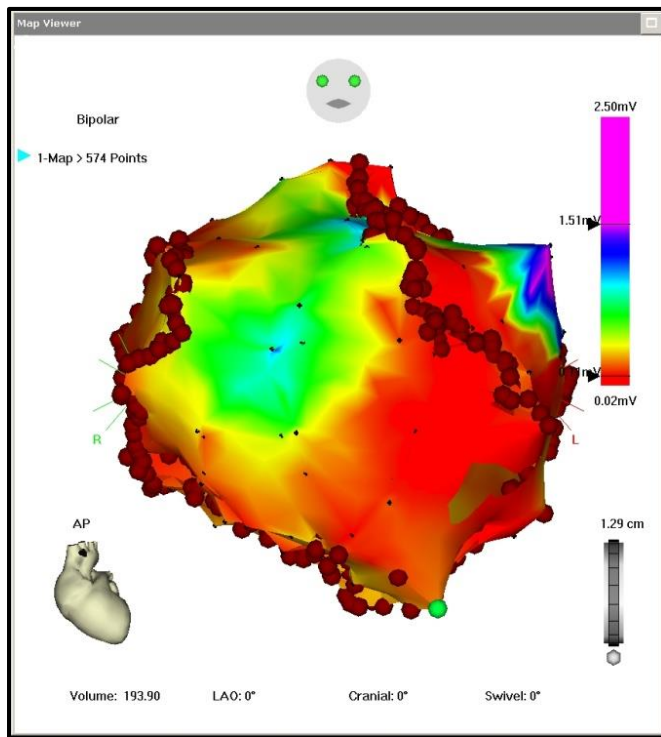 Map Viewer
2.50mV
Bipolar
1-Map > 574 Points
1.51mV
0.02mV
R
L
AP
1.29 cm
Volume: 193.90
LAO: 0°
Cranial: 0°
Swivel: 0°